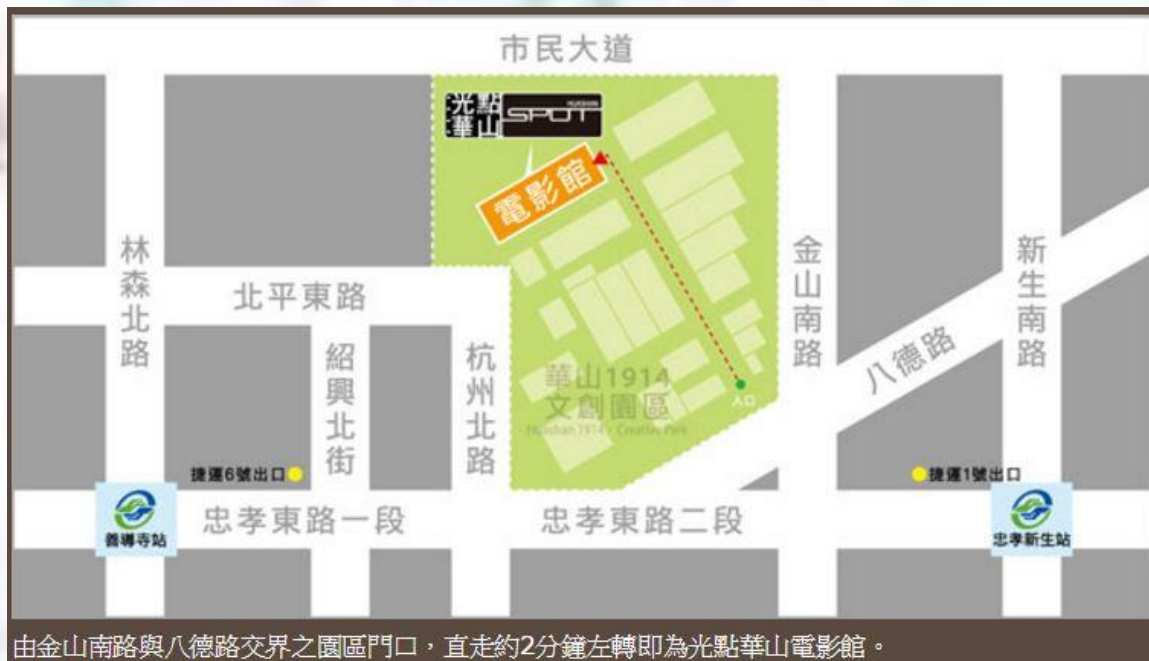 市民大道
光點
華山
HUASHAN
SPOT
電影館
林森北路
北平東路
紹興北街
杭州北路
華山1914
文創園區
Huashan 1914 · Creative Park
入口
金山南路
八德路
新生南路
捷運6號出口
捷運1號出口
善導寺站
忠孝東路一段
忠孝東路二段
忠孝新生站
由金山南路與八德路交界之園區門口，直走約2分鐘左轉即為光點華山電影館。